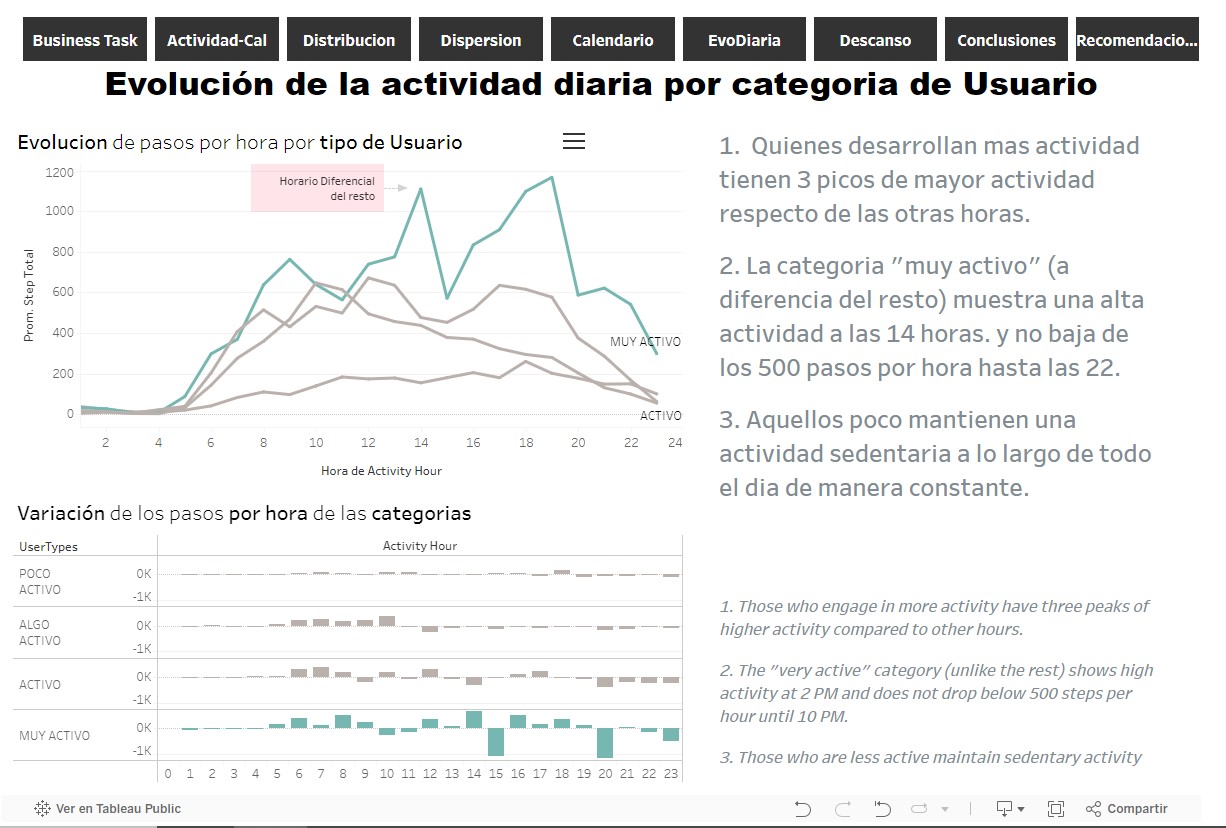 Business Task Actividad-Cal Distribucion Dispersion Calendario EvoDiaria Descanso Conclusiones Recomendacio...
Evolución de la actividad diaria por categoria de Usuario
Evolucion de pasos por hora por tipo de Usuario
Horario Diferencial
del resto
Prom. Step Total
1200
1000
800
600
400
200
0
MUY ACTIVO
ACTIVO
2 4 6 8 10 12 14 16 18 20 22 24
Hora de Activity Hour
1. Quienes desarrollan mas actividad
tienen 3 picos de mayor actividad
respecto de las otras horas.
2. La categoria "muy activo" (a
diferencia del resto) muestra una alta
actividad a las 14 horas. y no baja de
los 500 pasos por hora hasta las 22.
3. Aquellos poco mantienen una
actividad sedentaria a lo largo de todo
el dia de manera constante.
Variación de los pasos por hora de las categorias
UserTypes Activity Hour
POCO
ACTIVO
0K
-1K
ALGO
ACTIVO
0K
-1K
ACTIVO
0K
-1K
MUY ACTIVO
0K
-1K
0 1 2 3 4 5 6 7 8 9 10 11 12 13 14 15 16 17 18 19 20 21 22 23
1. Those who engage in more activity have three peaks of
higher activity compared to other hours.
2. The "very active" category (unlike the rest) shows high
activity at 2 PM and does not drop below 500 steps per
hour until 10 PM.
3. Those who are less active maintain sedentary activity
Ver en Tableau Public
Compartir